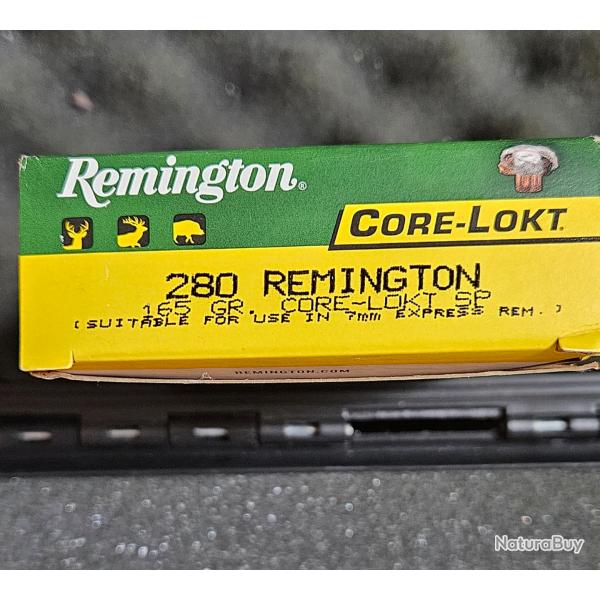 Remington®
CORE-LOKT
280 REMINGTON
165 GR. CORE-LOKT SP
(SUITABLE FOR USE IN 7mm EXPRESS REM.)
REMINGTON.COM
NaturaBuy